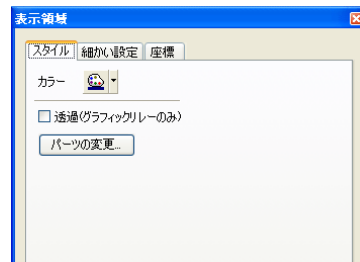 表示領域
スタイル 細かい設定 座標
カラー
透過(グラフィックリレーのみ)
パーツの変更...